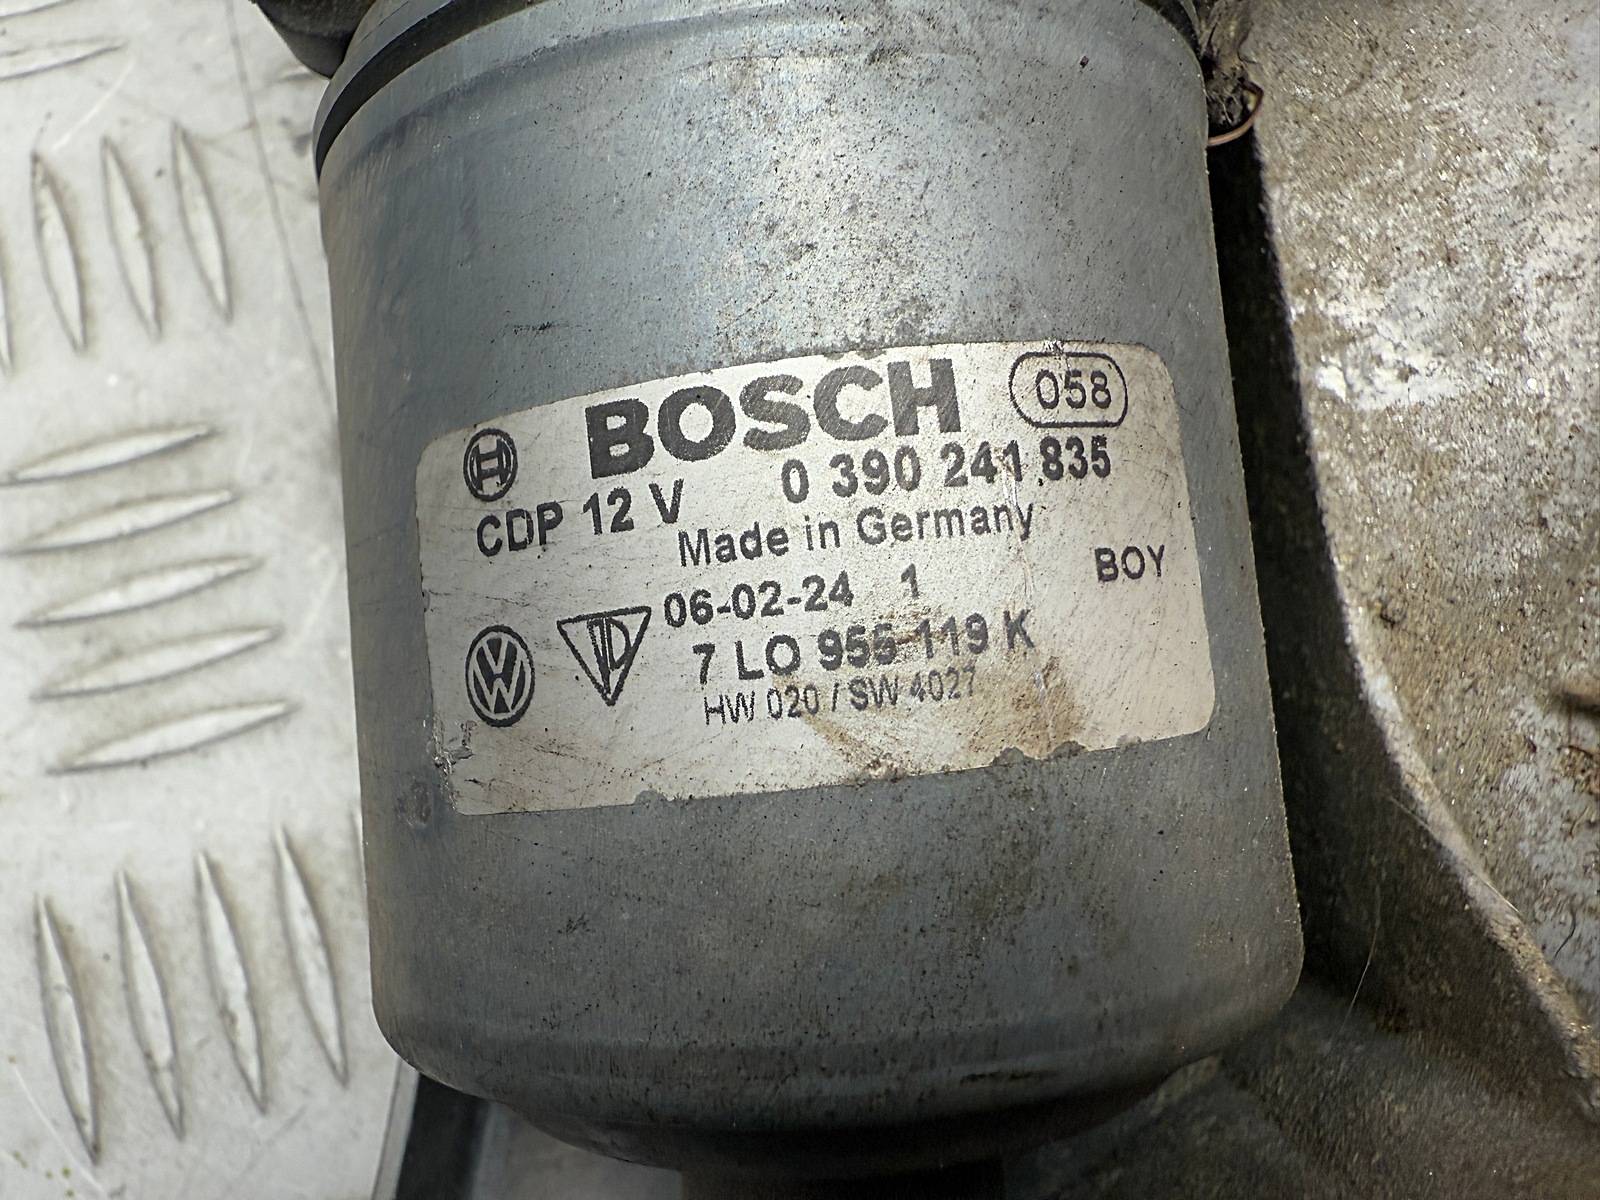 BOSCH 058
CDP 12 V 0 390 241 835
Made in Germany
BOY
06-02-24 1
7 LO 955 119 K
HW 020 / SW 4027